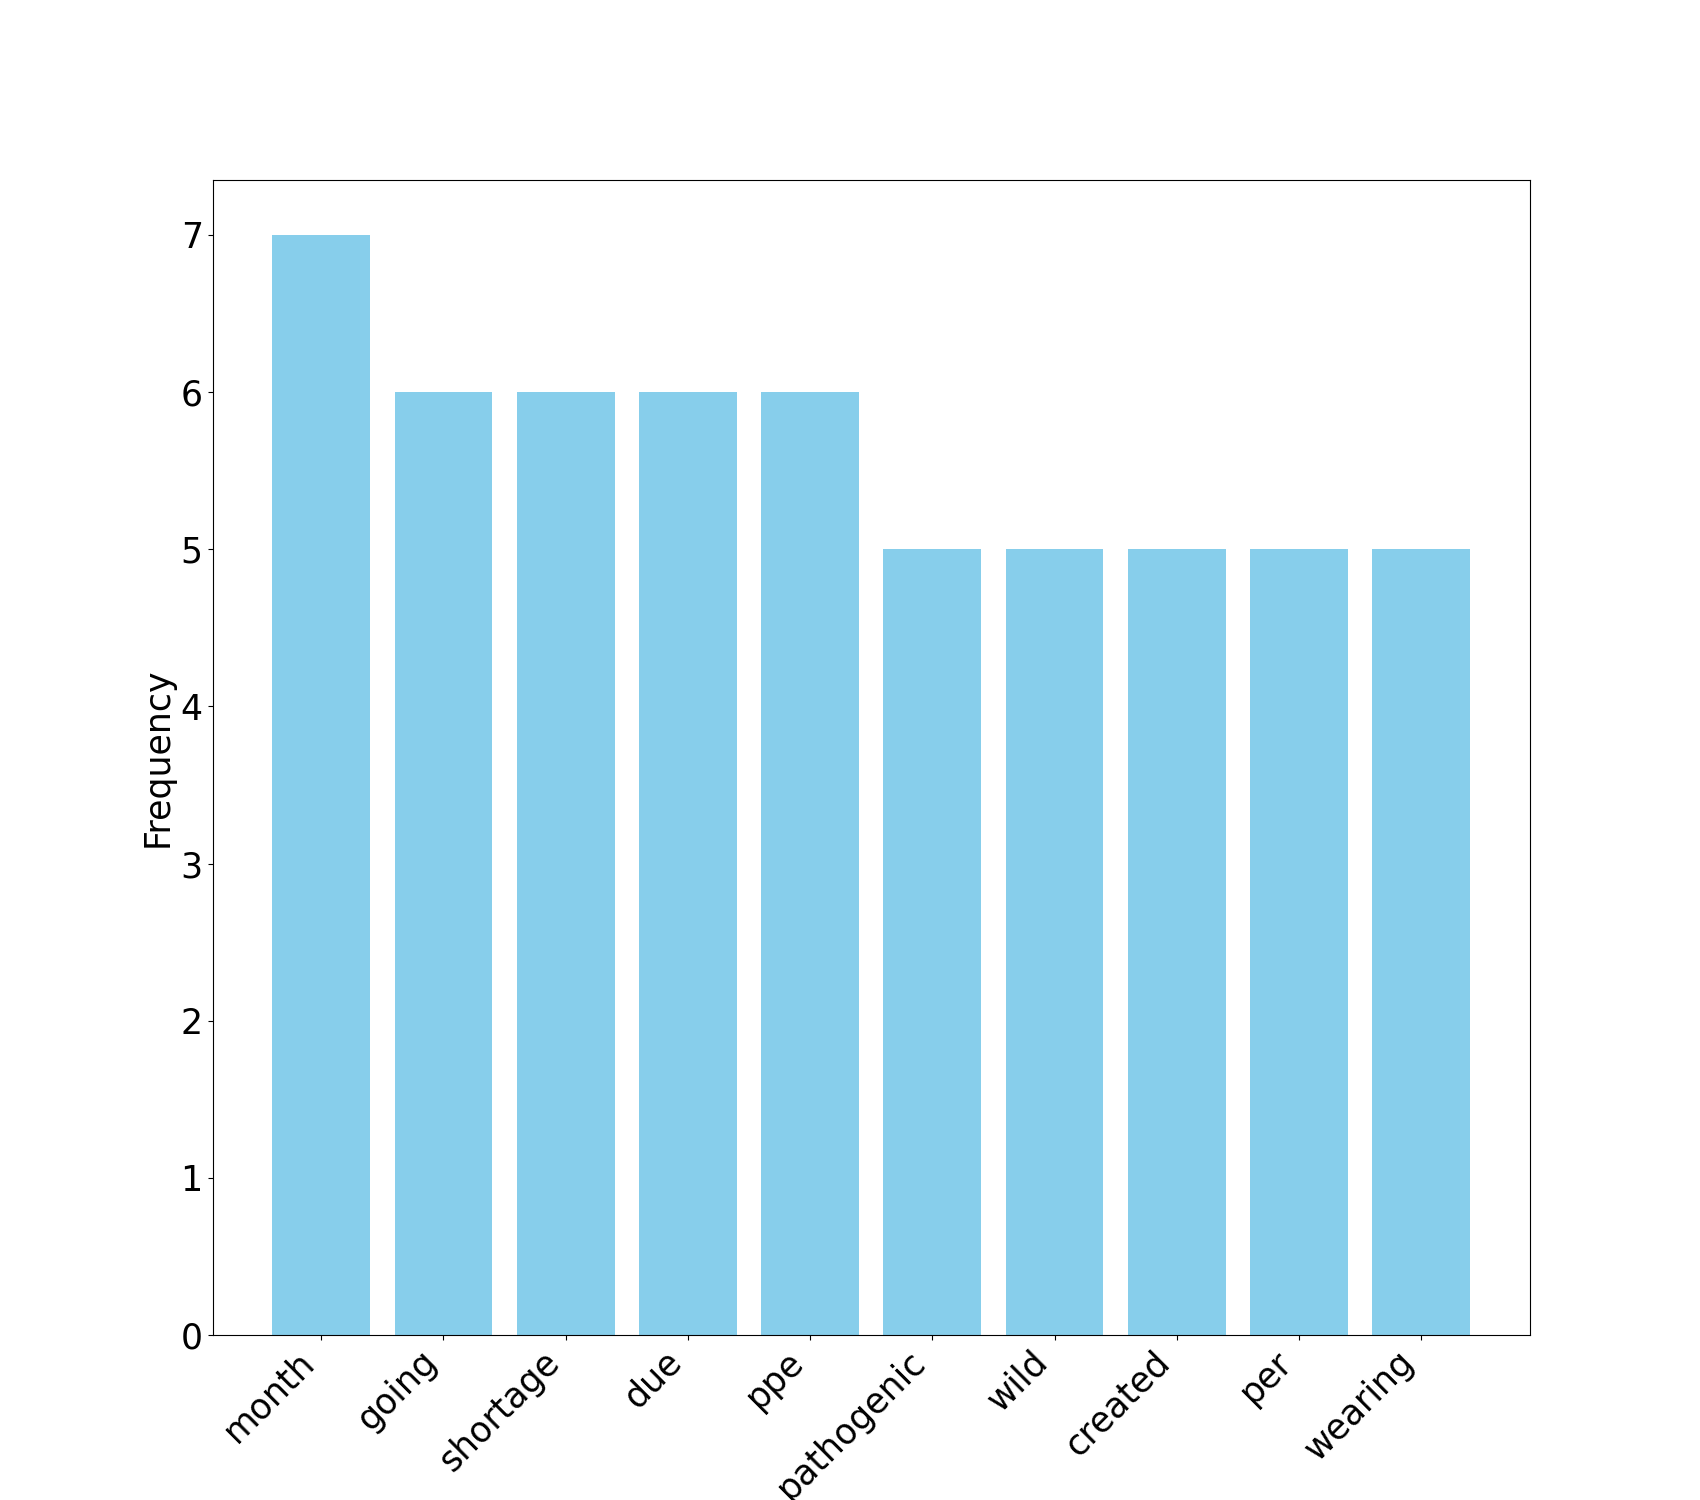 7
6
5
4
3
2
1
0
Frequency
month
going
shortage
due
ppe
pathogenic
wild
created
per
wearing